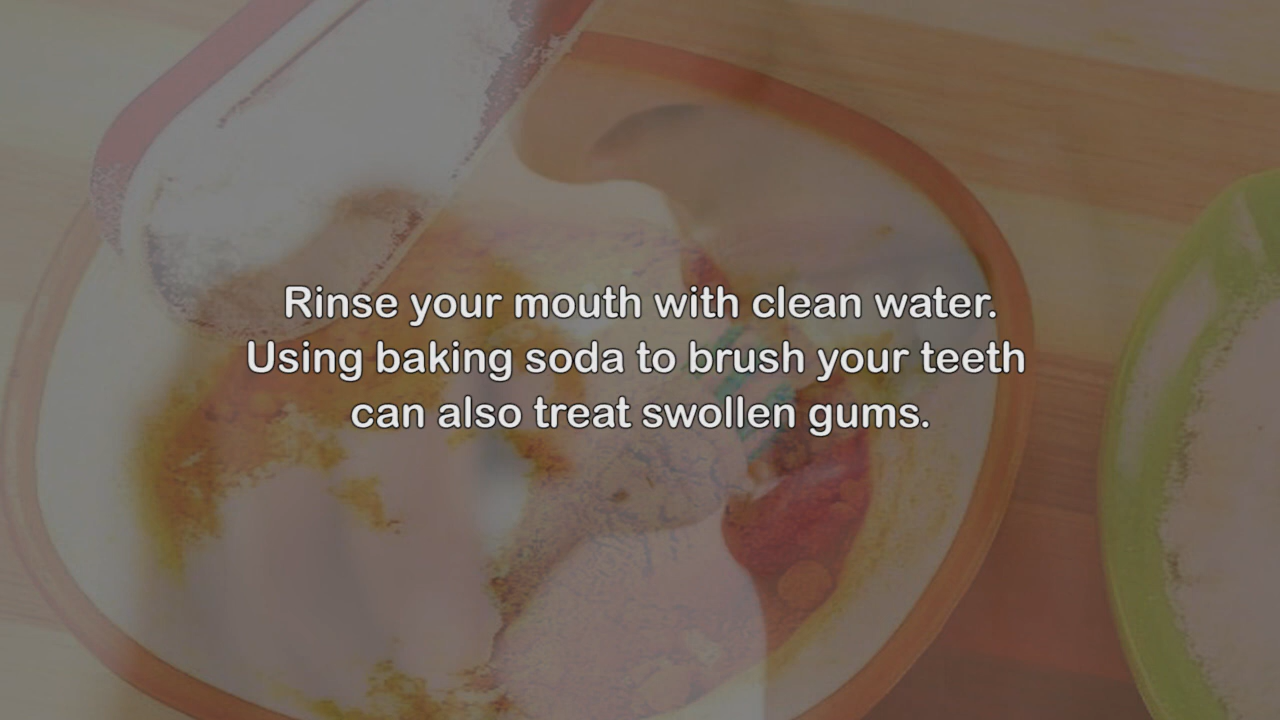 Rinse your mouth with clean water.
Using baking soda to brush your teeth
can also treat swollen gums.